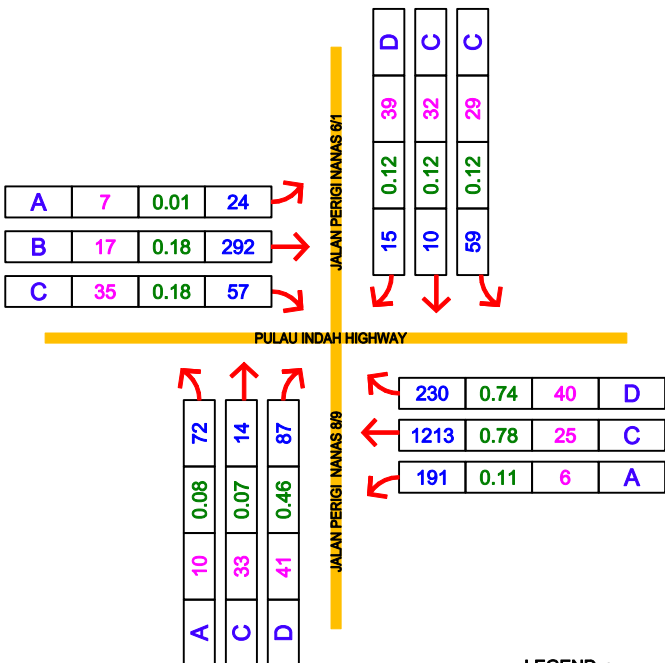 D C C
39 32 29
0.12 0.12 0.12
15 10 59
JALAN PERIGI NANAS 6/1
A 7 0.01 24
B 17 0.18 292
C 35 0.18 57
PULAU INDAH HIGHWAY
230 0.74 40 D
1213 0.78 25 C
191 0.11 6 A
72 14 87
0.08 0.07 0.46
10 33 41
A C D
JALAN PERIGI NANAS 8/9